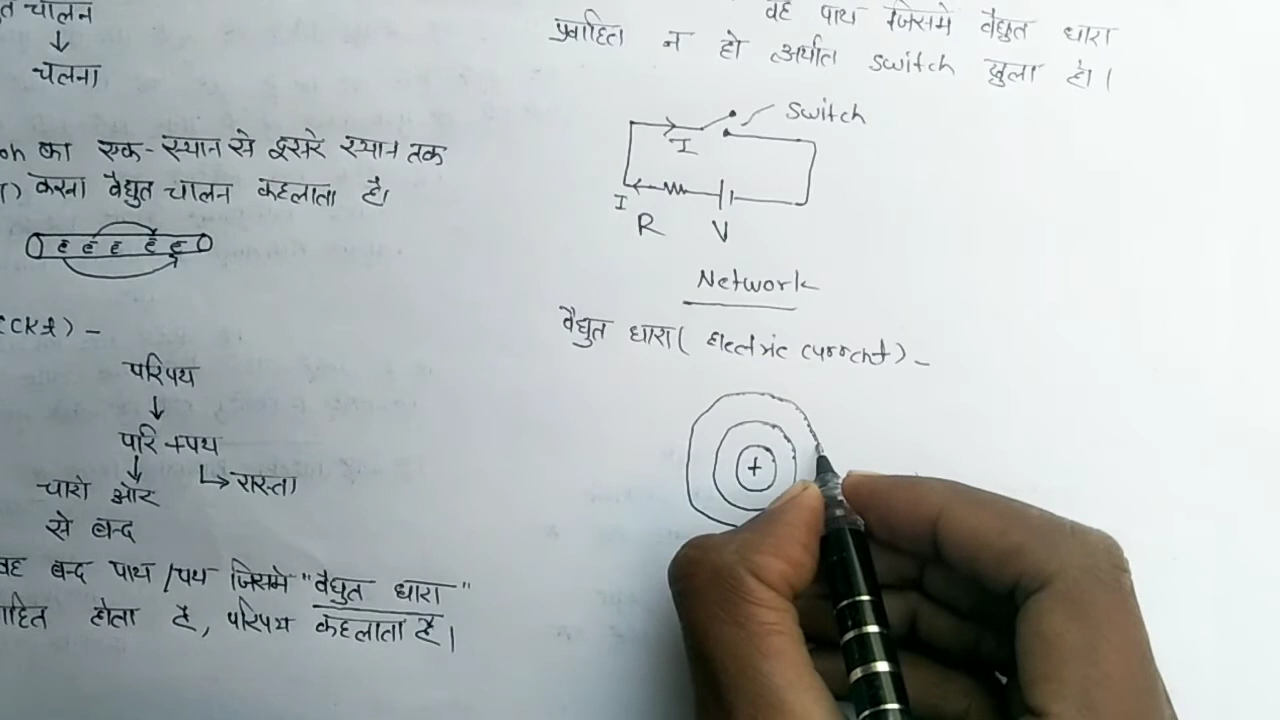 चालन
↓
चलना
का एक-स्थान से दूसरे स्थान तक
करना वैद्युत चालन कहलाता है।
e e e e e
(CKt) -
परिपथ
↓
परि + पथ
↓ ↳ रास्ता
चारो ओर
से बन्द
वह बन्द पाथ /पथ जिसमे "वैद्युत धारा"
होता है, परिपथ कहलाता है।
वह पाथ जिसमे वैद्युत धारा
प्रवाहित न हो अर्थात switch खुला हो।
Switch
I
I
R V
Network
वैद्युत धारा ( Electric current) -
+